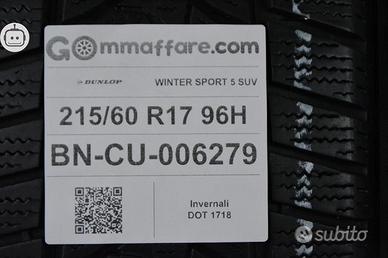 GOmmaffare.com
DUNLOP WINTER SPORT 5 SUV
215/60 R17 96H
BN-CU-006279
Invernali
DOT 1718
subito